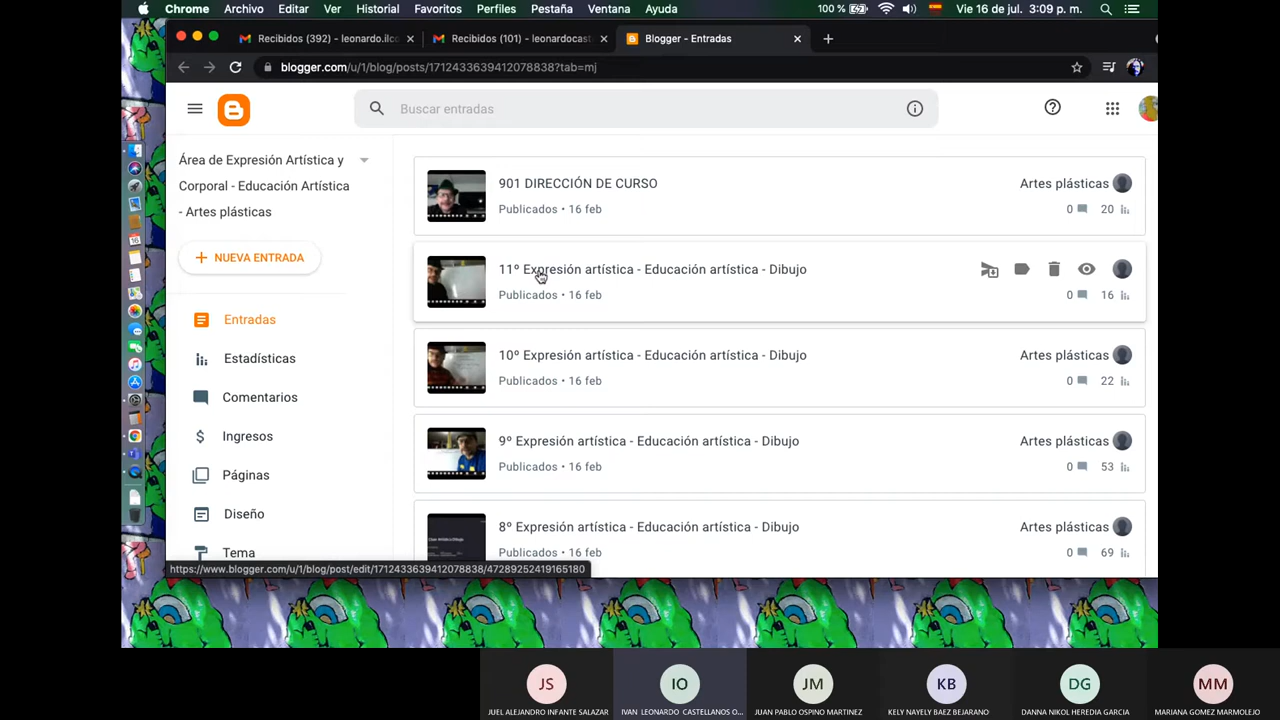 Chrome Archivo Editar Ver Historial Favoritos Perfiles Pestaña Ventana Ayuda 100 % Vie 16 de jul. 3:09 p. m.
Recibidos (392) - leonardo.ilco × Recibidos (101) - leonardocast × Blogger - Entradas × +
blogger.com/u/1/blog/posts/1712433639412078838?tab=mj
Buscar entradas
Área de Expresión Artística y
Corporal - Educación Artística
- Artes plásticas
+ NUEVA ENTRADA
Entradas
Estadísticas
Comentarios
Ingresos
Páginas
Diseño
Tema
901 DIRECCIÓN DE CURSO Artes plásticas
Publicados • 16 feb 0 20
11º Expresión artística - Educación artística - Dibujo
Publicados • 16 feb 0 16
10º Expresión artística - Educación artística - Dibujo Artes plásticas
Publicados • 16 feb 0 22
9º Expresión artística - Educación artística - Dibujo Artes plásticas
Publicados • 16 feb 0 53
8º Expresión artística - Educación artística - Dibujo Artes plásticas
Publicados • 16 feb 0 69
https://www.blogger.com/u/1/blog/post/edit/1712433639412078838/47289252419165180
JS IO JM KB DG MM
JUEL ALEJANDRO INFANTE SALAZAR IVAN LEONARDO CASTELLANOS O... JUAN PABLO OSPINO MARTINEZ KELY NAYELY BAEZ BEJARANO DANNA NIKOL HEREDIA GARCIA MARIANA GOMEZ MARMOLEJO